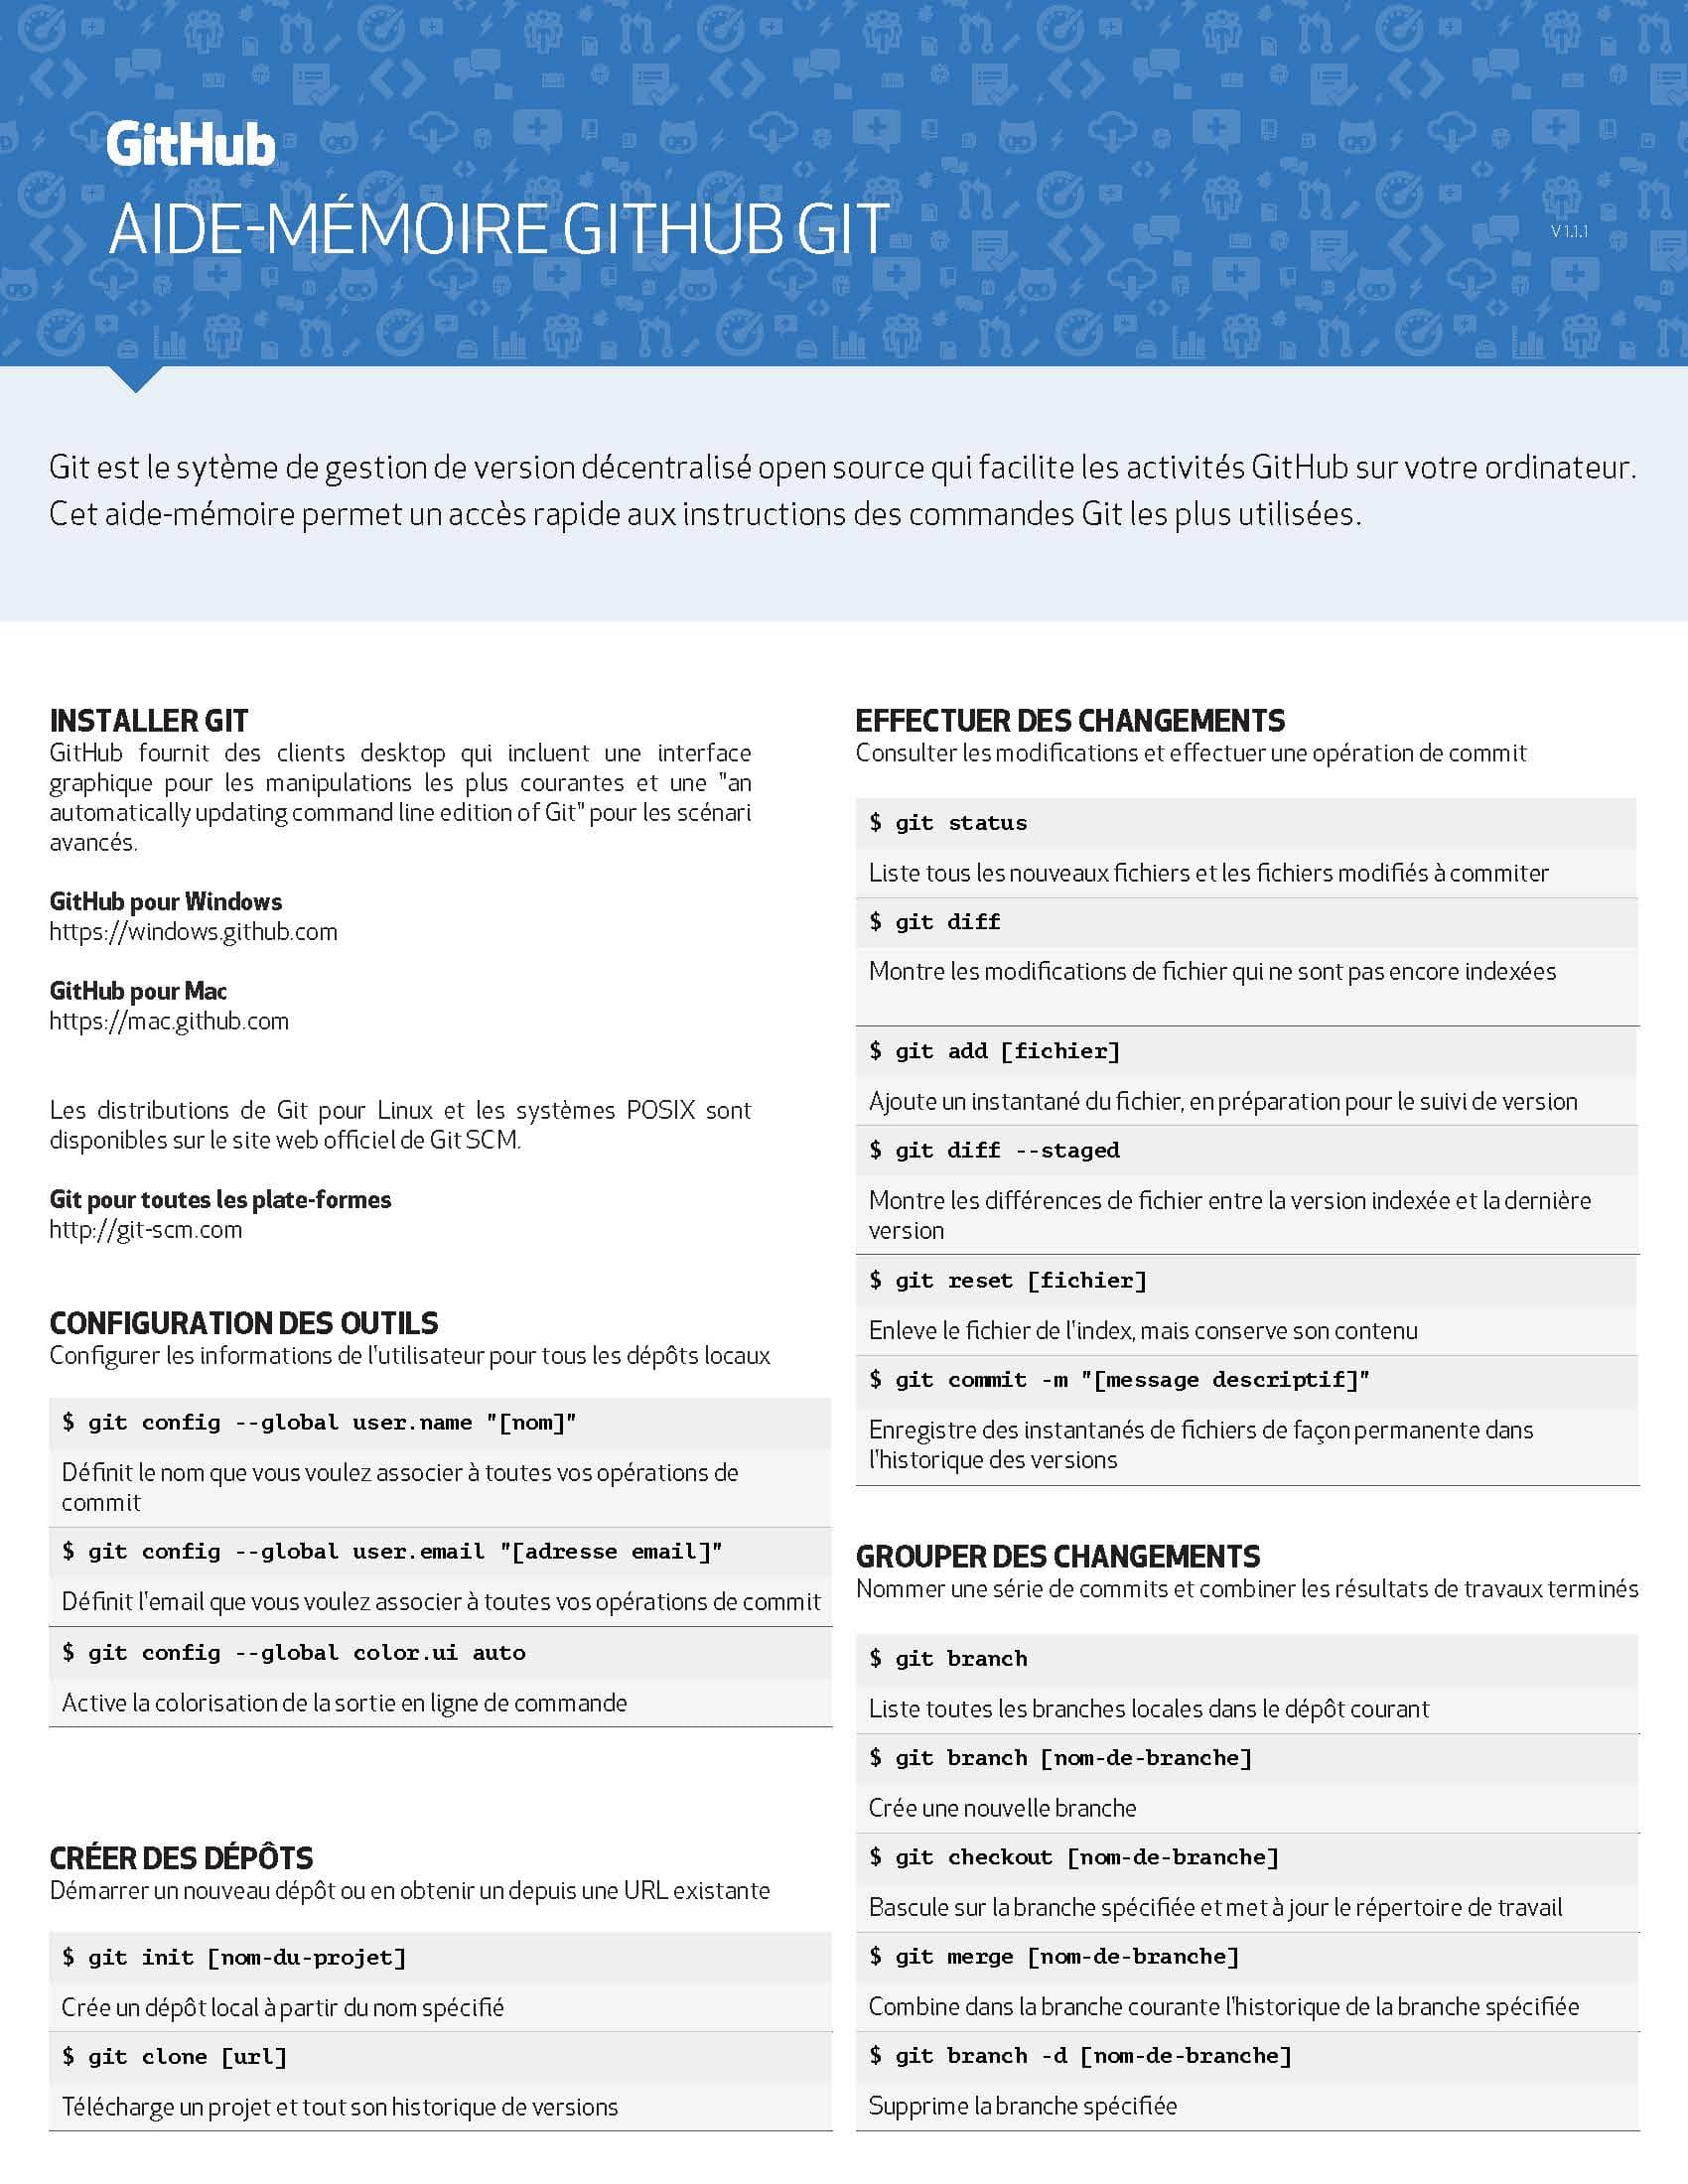 GitHub
AIDE-MÉMOIRE GITHUB GIT
V 1.1.1
Git est le sytème de gestion de version décentralisé open source qui facilite les activités GitHub sur votre ordinateur.
Cet aide-mémoire permet un accès rapide aux instructions des commandes Git les plus utilisées.
INSTALLER GIT
GitHub fournit des clients desktop qui incluent une interface
graphique pour les manipulations les plus courantes et une "an
automatically updating command line edition of Git" pour les scénari
avancés.
GitHub pour Windows
https://windows.github.com
GitHub pour Mac
https://mac.github.com
Les distributions de Git pour Linux et les systèmes POSIX sont
disponibles sur le site web officiel de Git SCM.
Git pour toutes les plate-formes
http://git-scm.com
CONFIGURATION DES OUTILS
Configurer les informations de l'utilisateur pour tous les dépôts locaux
$ git config --global user.name "[nom]"
Définit le nom que vous voulez associer à toutes vos opérations de
commit
$ git config --global user.email "[adresse email]"
Définit l'email que vous voulez associer à toutes vos opérations de commit
$ git config --global color.ui auto
Active la colorisation de la sortie en ligne de commande
CRÉER DES DÉPÔTS
Démarrer un nouveau dépôt ou en obtenir un depuis une URL existante
$ git init [nom-du-projet]
Crée un dépôt local à partir du nom spécifié
$ git clone [url]
Télécharge un projet et tout son historique de versions
EFFECTUER DES CHANGEMENTS
Consulter les modifications et effectuer une opération de commit
$ git status
Liste tous les nouveaux fichiers et les fichiers modifiés à commiter
$ git diff
Montre les modifications de fichier qui ne sont pas encore indexées
$ git add [fichier]
Ajoute un instantané du fichier, en préparation pour le suivi de version
$ git diff --staged
Montre les différences de fichier entre la version indexée et la dernière
version
$ git reset [fichier]
Enleve le fichier de l'index, mais conserve son contenu
$ git commit -m "[message descriptif]"
Enregistre des instantanés de fichiers de façon permanente dans
l'historique des versions
GROUPER DES CHANGEMENTS
Nommer une série de commits et combiner les résultats de travaux terminés
$ git branch
Liste toutes les branches locales dans le dépôt courant
$ git branch [nom-de-branche]
Crée une nouvelle branche
$ git checkout [nom-de-branche]
Bascule sur la branche spécifiée et met à jour le répertoire de travail
$ git merge [nom-de-branche]
Combine dans la branche courante l'historique de la branche spécifiée
$ git branch -d [nom-de-branche]
Supprime la branche spécifiée